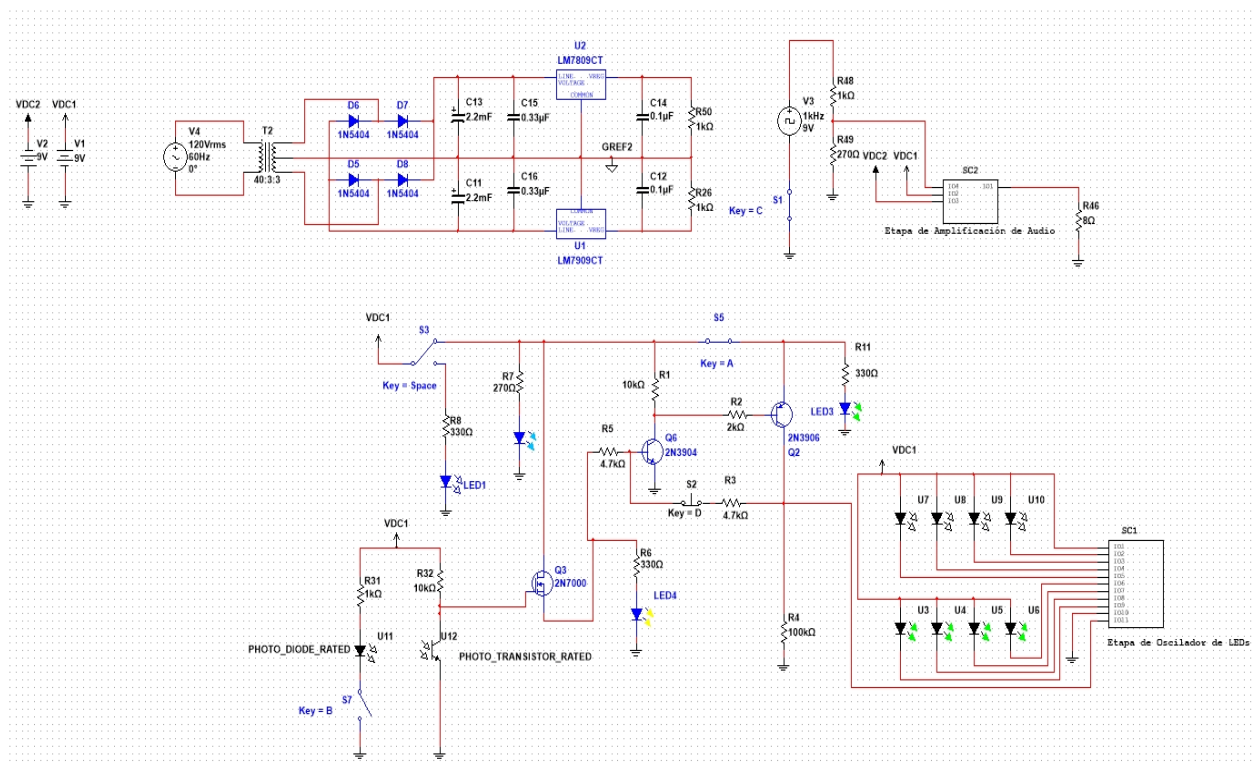 VDC2
VDC1
V2
9V
V1
9V
V4
120Vrms
60Hz
0°
T2
40:3:3
D6
1N5404
D7
1N5404
D5
1N5404
D8
1N5404
C13
2.2mF
C15
0.33µF
C11
2.2mF
C16
0.33µF
U2
LM7809CT
LINE VREG
VOLTAGE
COMMON
C14
0.1µF
R50
1kΩ
GREF2
C12
0.1µF
R26
1kΩ
COMMON
VOLTAGE
LINE VREG
U1
LM7909CT
V3
1kHz
9V
R48
1kΩ
R49
270Ω
S1
Key = C
VDC2
VDC1
SC2
IO4 IO1
IO2
IO3
Etapa de Amplificación de Audio
R46
8Ω
VDC1
S3
Key = Space
R8
330Ω
LED1
R7
270Ω
R1
10kΩ
S5
Key = A
R2
2kΩ
2N3906
Q2
R11
330Ω
LED3
R5
4.7kΩ
Q6
2N3904
S2
Key = D
R3
4.7kΩ
Q3
2N7000
R6
330Ω
LED4
R4
100kΩ
VDC1
R31
1kΩ
R32
10kΩ
U11
PHOTO_DIODE_RATED
U12
PHOTO_TRANSISTOR_RATED
S7
Key = B
VDC1
U7
U8
U9
U10
U3
U4
U5
U6
SC1
IO1
IO2
IO3
IO4
IO5
IO6
IO7
IO8
IO9
IO10
IO11
Etapa de Oscilador de LEDs